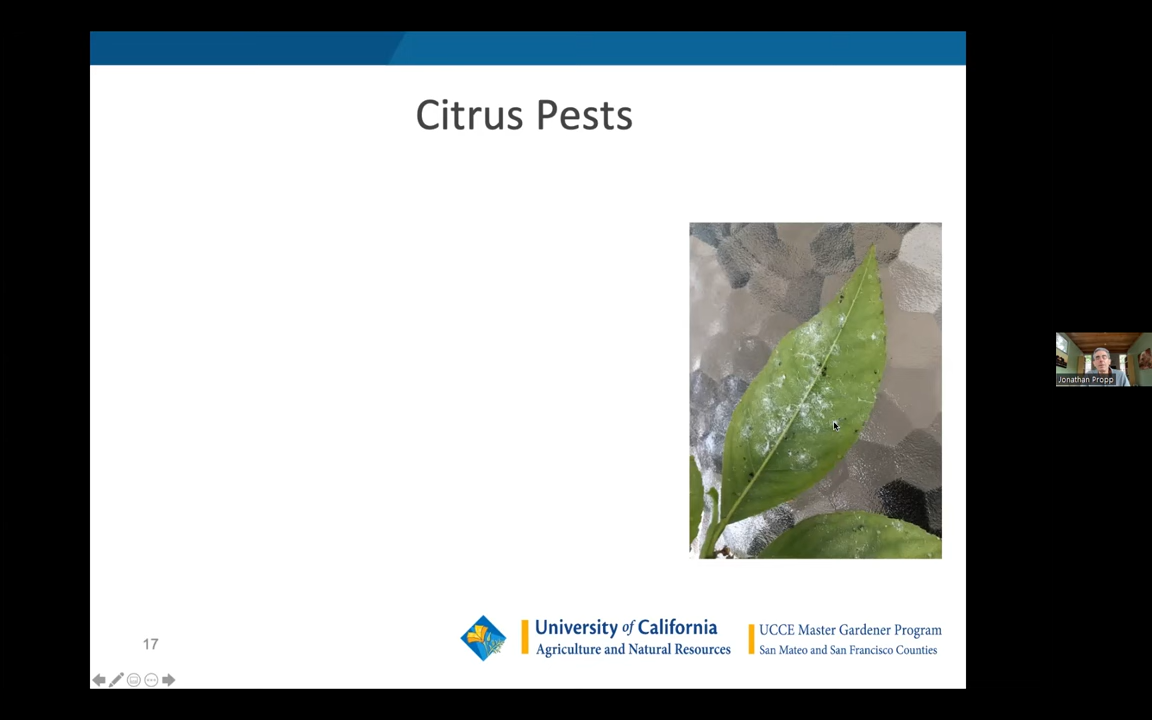 Citrus Pests
Jonathan Propp
University of California
Agriculture and Natural Resources
UCCE Master Gardener Program
San Mateo and San Francisco Counties
17